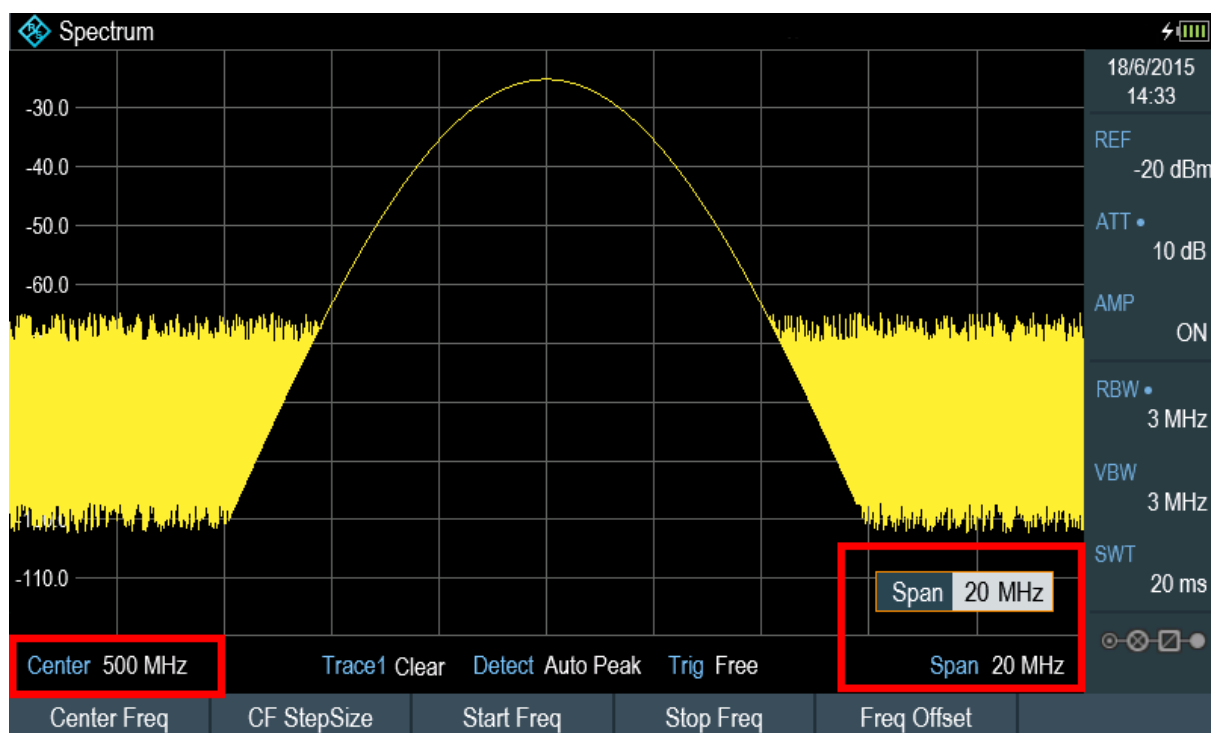 Spectrum
18/6/2015
14:33
-30.0
-40.0
-50.0
-60.0
-110.0
REF
-20 dBm
ATT •
10 dB
AMP
ON
RBW •
3 MHz
VBW
3 MHz
SWT
20 ms
Span 20 MHz
Center 500 MHz Trace1 Clear Detect Auto Peak Trig Free Span 20 MHz
Center Freq CF StepSize Start Freq Stop Freq Freq Offset